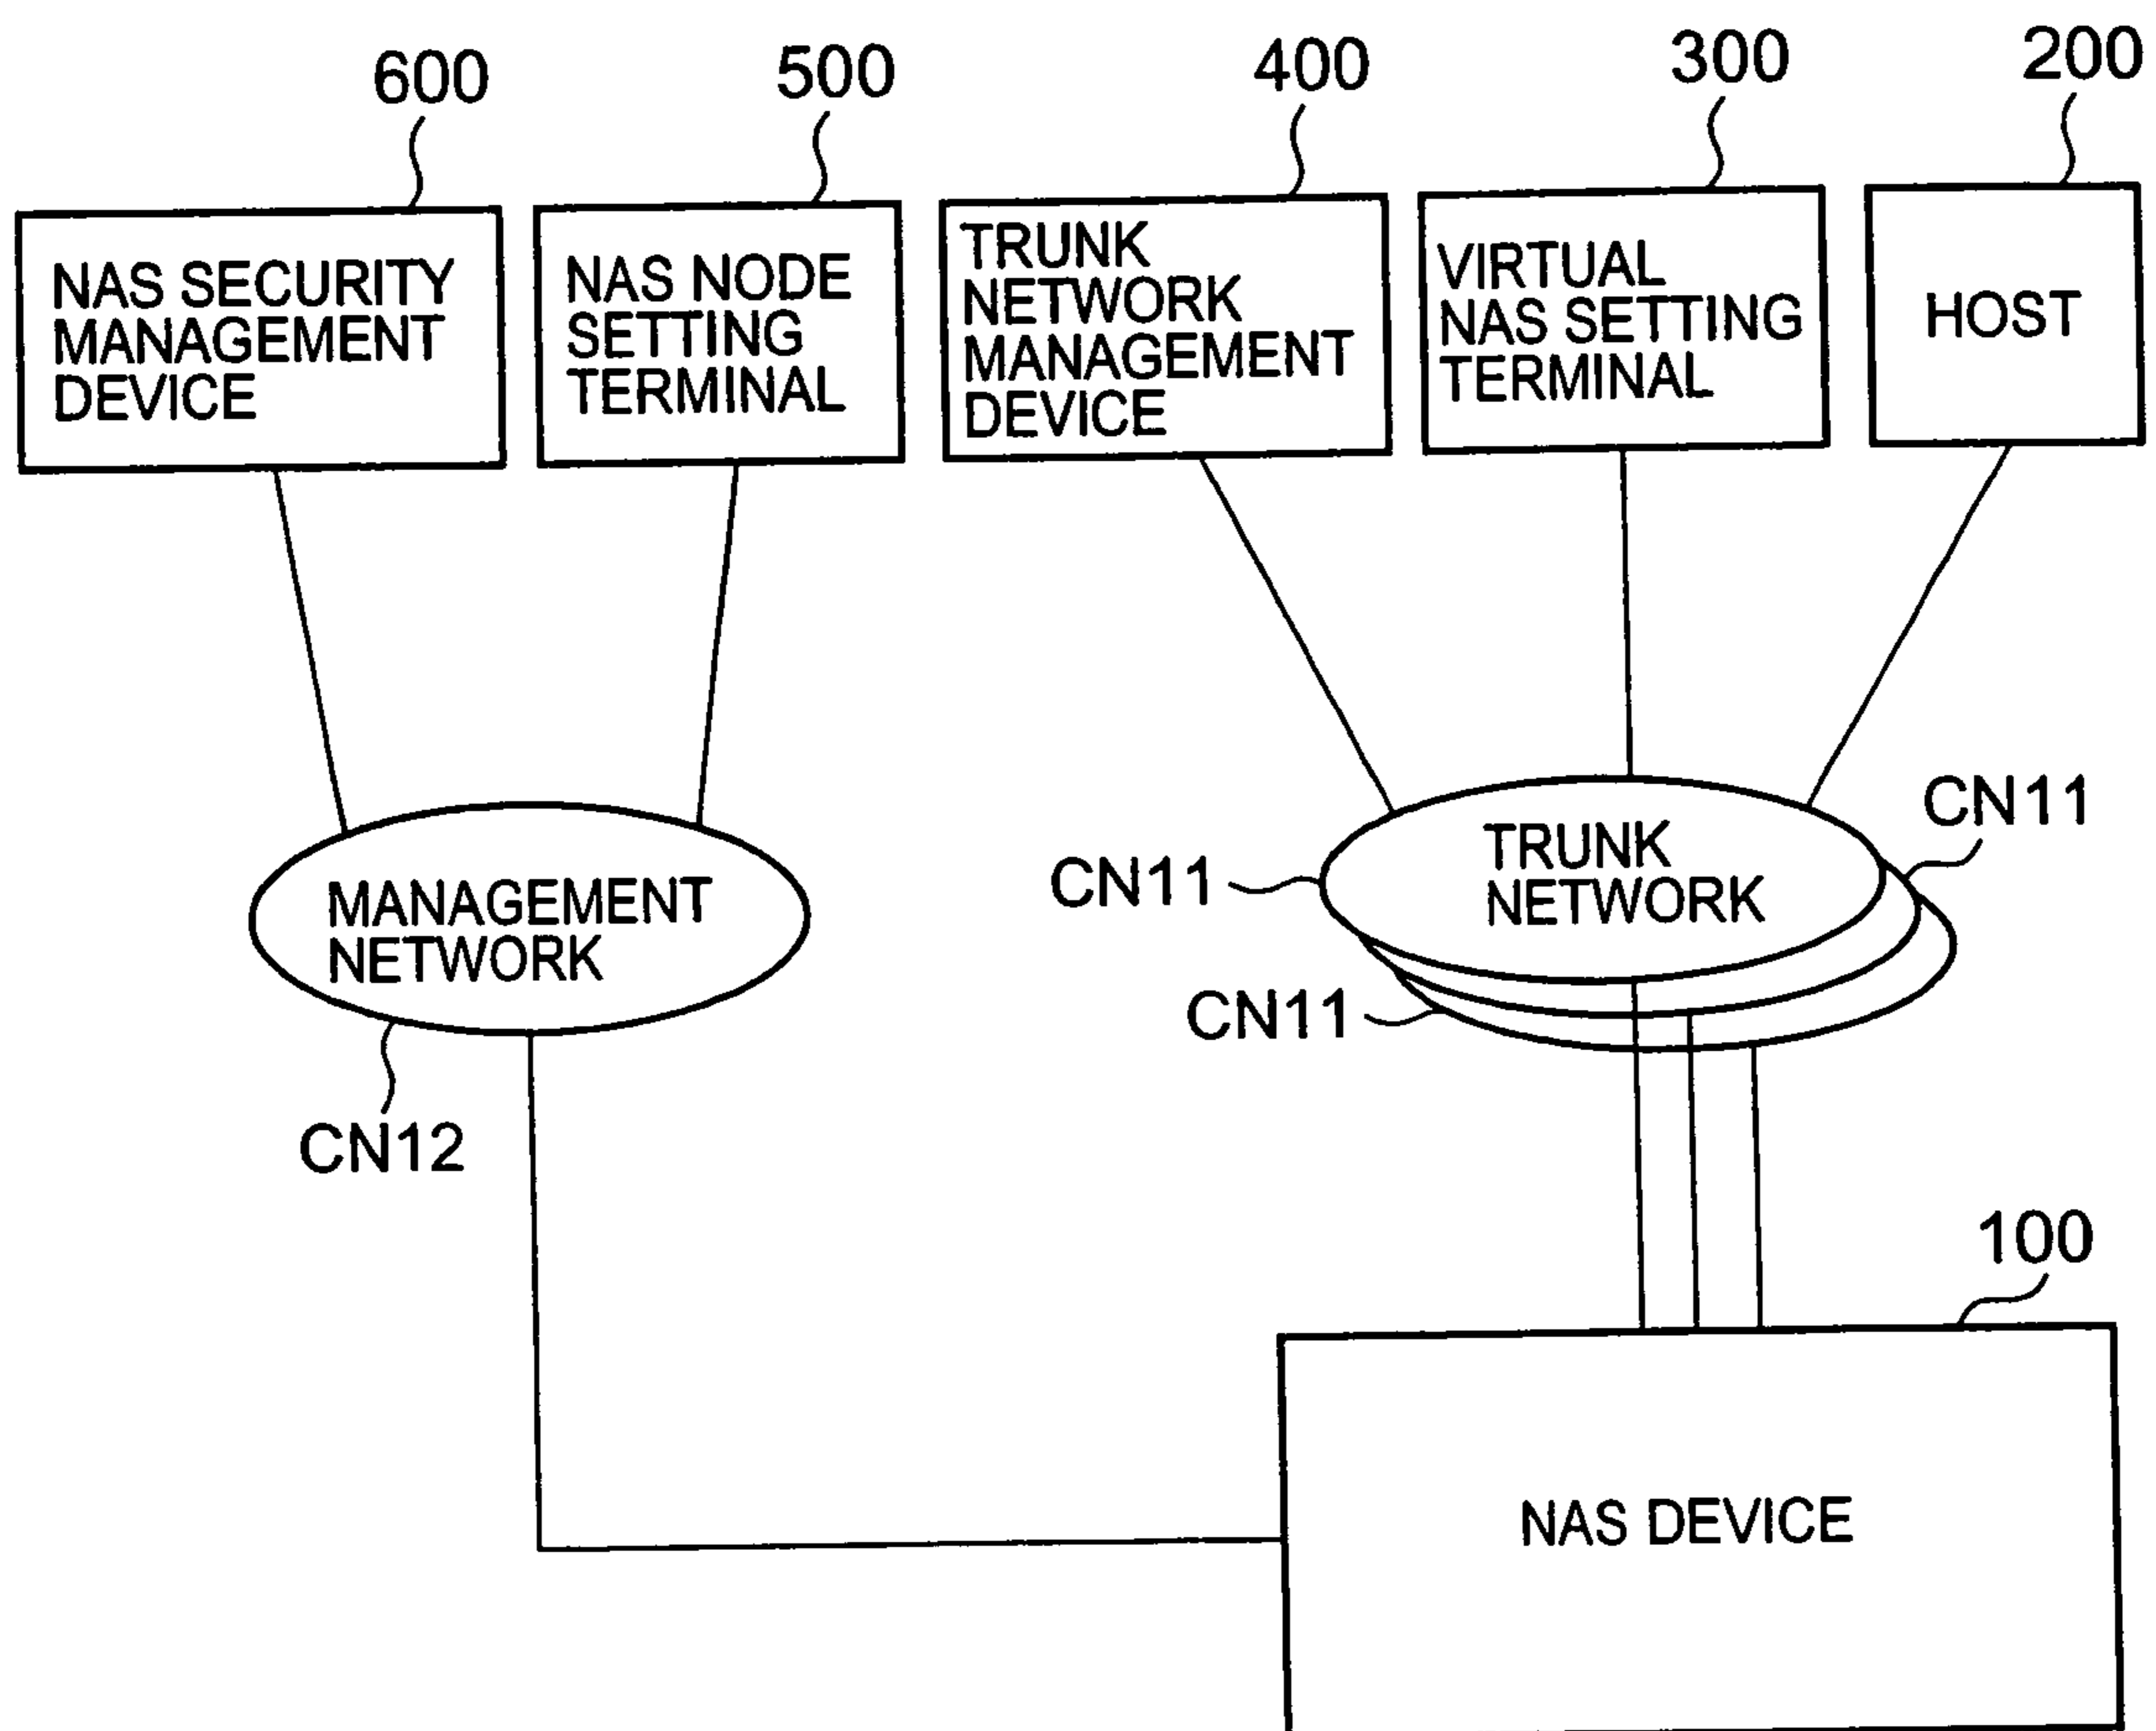 600
500
400
300
200
NAS SECURITY
MANAGEMENT
DEVICE
NAS NODE
SETTING
TERMINAL
TRUNK
NETWORK
MANAGEMENT
DEVICE
VIRTUAL
NAS SETTING
TERMINAL
HOST
MANAGEMENT
NETWORK
CN12
TRUNK
NETWORK
CN11
CN11
CN11
100
NAS DEVICE